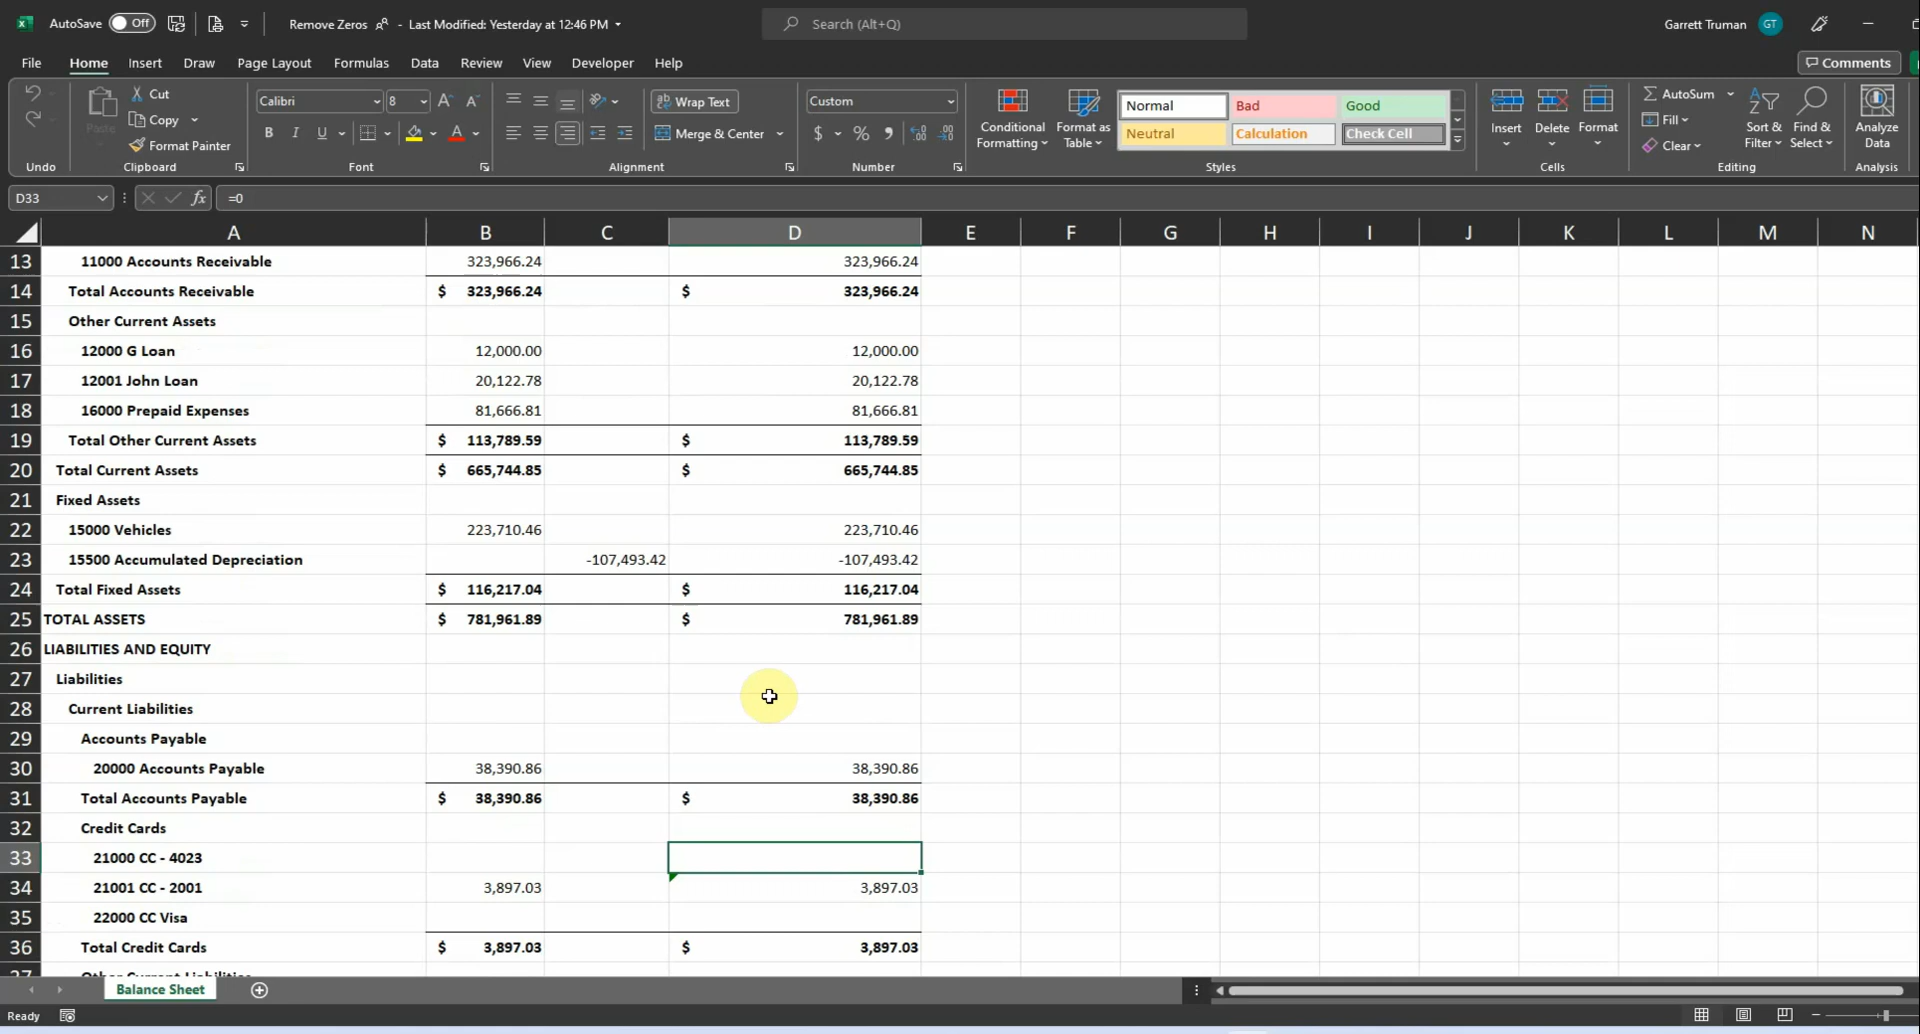 AutoSave Off Remove Zeros - Last Modified: Yesterday at 12:46 PM Search (Alt+Q) Garrett Truman GT
File Home Insert Draw Page Layout Formulas Data Review View Developer Help Comments
Paste Cut Copy Format Painter
Calibri 8 A A B I U A
Wrap Text Merge & Center
Custom $ % 9
Conditional Formatting Format as Table
Normal Bad Good
Neutral Calculation Check Cell
Insert Delete Format
AutoSum Fill Clear Sort & Filter Find & Select Analyze Data
Undo Clipboard Font Alignment Number Styles Cells Editing Analysis
D33 fx =0
A B C D E F G H I J K L M N
13 11000 Accounts Receivable 323,966.24 323,966.24
14 Total Accounts Receivable $ 323,966.24 $ 323,966.24
15 Other Current Assets
16 12000 G Loan 12,000.00 12,000.00
17 12001 John Loan 20,122.78 20,122.78
18 16000 Prepaid Expenses 81,666.81 81,666.81
19 Total Other Current Assets $ 113,789.59 $ 113,789.59
20 Total Current Assets $ 665,744.85 $ 665,744.85
21 Fixed Assets
22 15000 Vehicles 223,710.46 223,710.46
23 15500 Accumulated Depreciation -107,493.42 -107,493.42
24 Total Fixed Assets $ 116,217.04 $ 116,217.04
25 TOTAL ASSETS $ 781,961.89 $ 781,961.89
26 LIABILITIES AND EQUITY
27 Liabilities
28 Current Liabilities
29 Accounts Payable
30 20000 Accounts Payable 38,390.86 38,390.86
31 Total Accounts Payable $ 38,390.86 $ 38,390.86
32 Credit Cards
33 21000 CC - 4023
34 21001 CC - 2001 3,897.03 3,897.03
35 22000 CC Visa
36 Total Credit Cards $ 3,897.03 $ 3,897.03
37 Other Current Liabilities
Balance Sheet
Ready